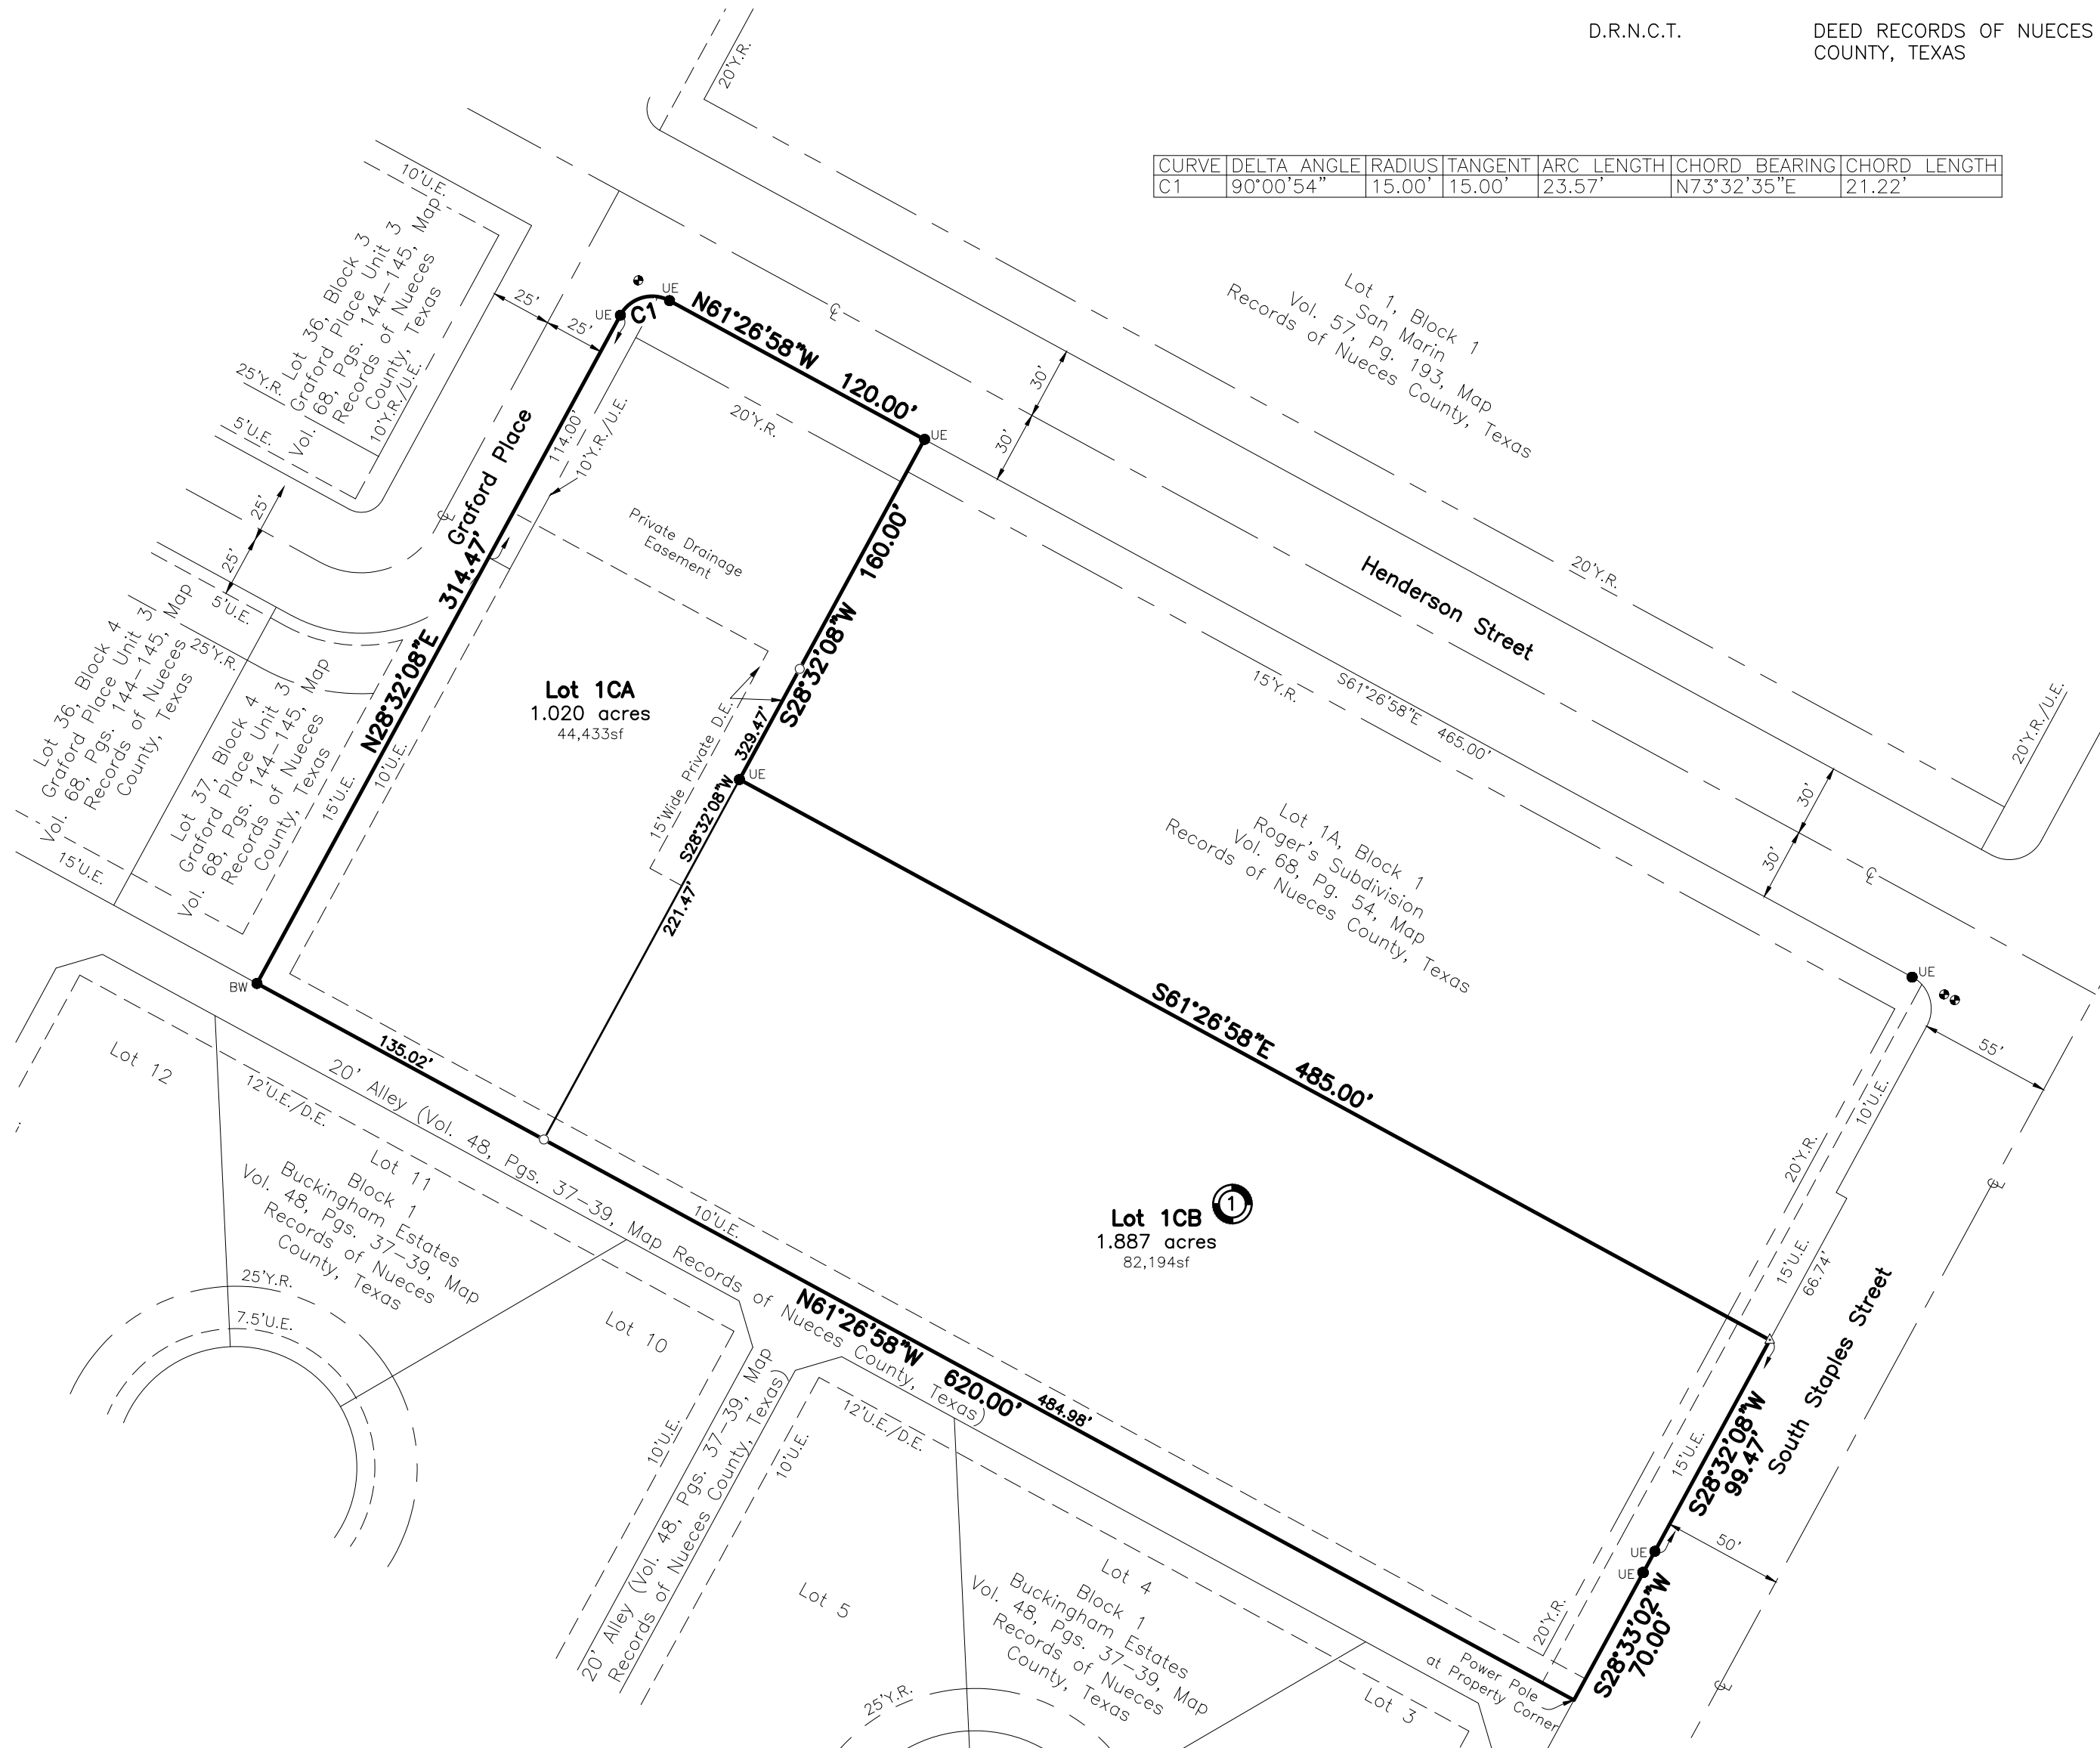 D.R.N.C.T.
DEED RECORDS OF NUECES
COUNTY, TEXAS
CURVE DELTA ANGLE RADIUS TANGENT ARC LENGTH CHORD BEARING CHORD LENGTH
C1 90°00'54" 15.00' 15.00' 23.57' N73°32'35"E 21.22'
20'Y.R.
10'U.E.
Lot 36, Block 3
Graford Place Unit 3
Vol. 68, Pgs. 144-145, Map
Records of Nueces
County, Texas
10'Y.R./U.E.
25'Y.R.
5'U.E.
25'
25'
UE
C1
UE
N61°26'58"W 120.00'
UE
20'Y.R.
℄
30'
30'
Lot 1, Block 1
San Marin
Vol. 57, Pg. 193, Map
Records of Nueces County, Texas
Graford Place
℄
114.00'
10'Y.R./U.E.
Private Drainage
Easement
S28°32'08"W 160.00'
Henderson Street
20'Y.R.
20'Y.R./U.E.
15'Y.R.
S61°26'58"E 465.00'
30'
30'
℄
25'
25'
5'U.E.
25'Y.R.
Lot 36, Block 4
Graford Place Unit 3
Vol. 68, Pgs. 144-145, Map
Records of Nueces
County, Texas
Lot 37, Block 4
Graford Place Unit 3
Vol. 68, Pgs. 144-145, Map
Records of Nueces
County, Texas
15'U.E.
15'U.E.
10'U.E.
N28°32'08"E 314.47'
Lot 1CA
1.020 acres
44,433sf
15'Wide Private D.E.
329.47'
UE
S28°32'08"W
221.47'
Lot 1A, Block 1
Roger's Subdivision
Vol. 68, Pg. 54, Map
Records of Nueces County, Texas
S61°26'58"E 485.00'
UE
55'
10'U.E.
20'Y.R.
℄
BW
135.02'
20' Alley (Vol. 48, Pgs. 37-39, Map Records of Nueces County, Texas)
Lot 12
12'U.E./D.E.
Lot 11
Block 1
Buckingham Estates
Vol. 48, Pgs. 37-39, Map
Records of Nueces
County, Texas
25'Y.R.
7.5'U.E.
10'U.E.
Lot 1CB
1.887 acres
82,194sf
1
15'U.E.
66.74'
South Staples Street
N61°26'58"W 620.00'
484.98'
Lot 10
10'U.E.
20' Alley (Vol. 48, Pgs. 37-39, Map
Records of Nueces County, Texas)
10'U.E.
12'U.E./D.E.
Lot 5
Lot 4
Block 1
Buckingham Estates
Vol. 48, Pgs. 37-39, Map
Records of Nueces
County, Texas
25'Y.R.
Lot 3
15'U.E.
S28°32'08"W
99.47'
UE
UE
50'
S28°33'02"W
70.00'
20'Y.R.
Power Pole
at Property Corner
℄